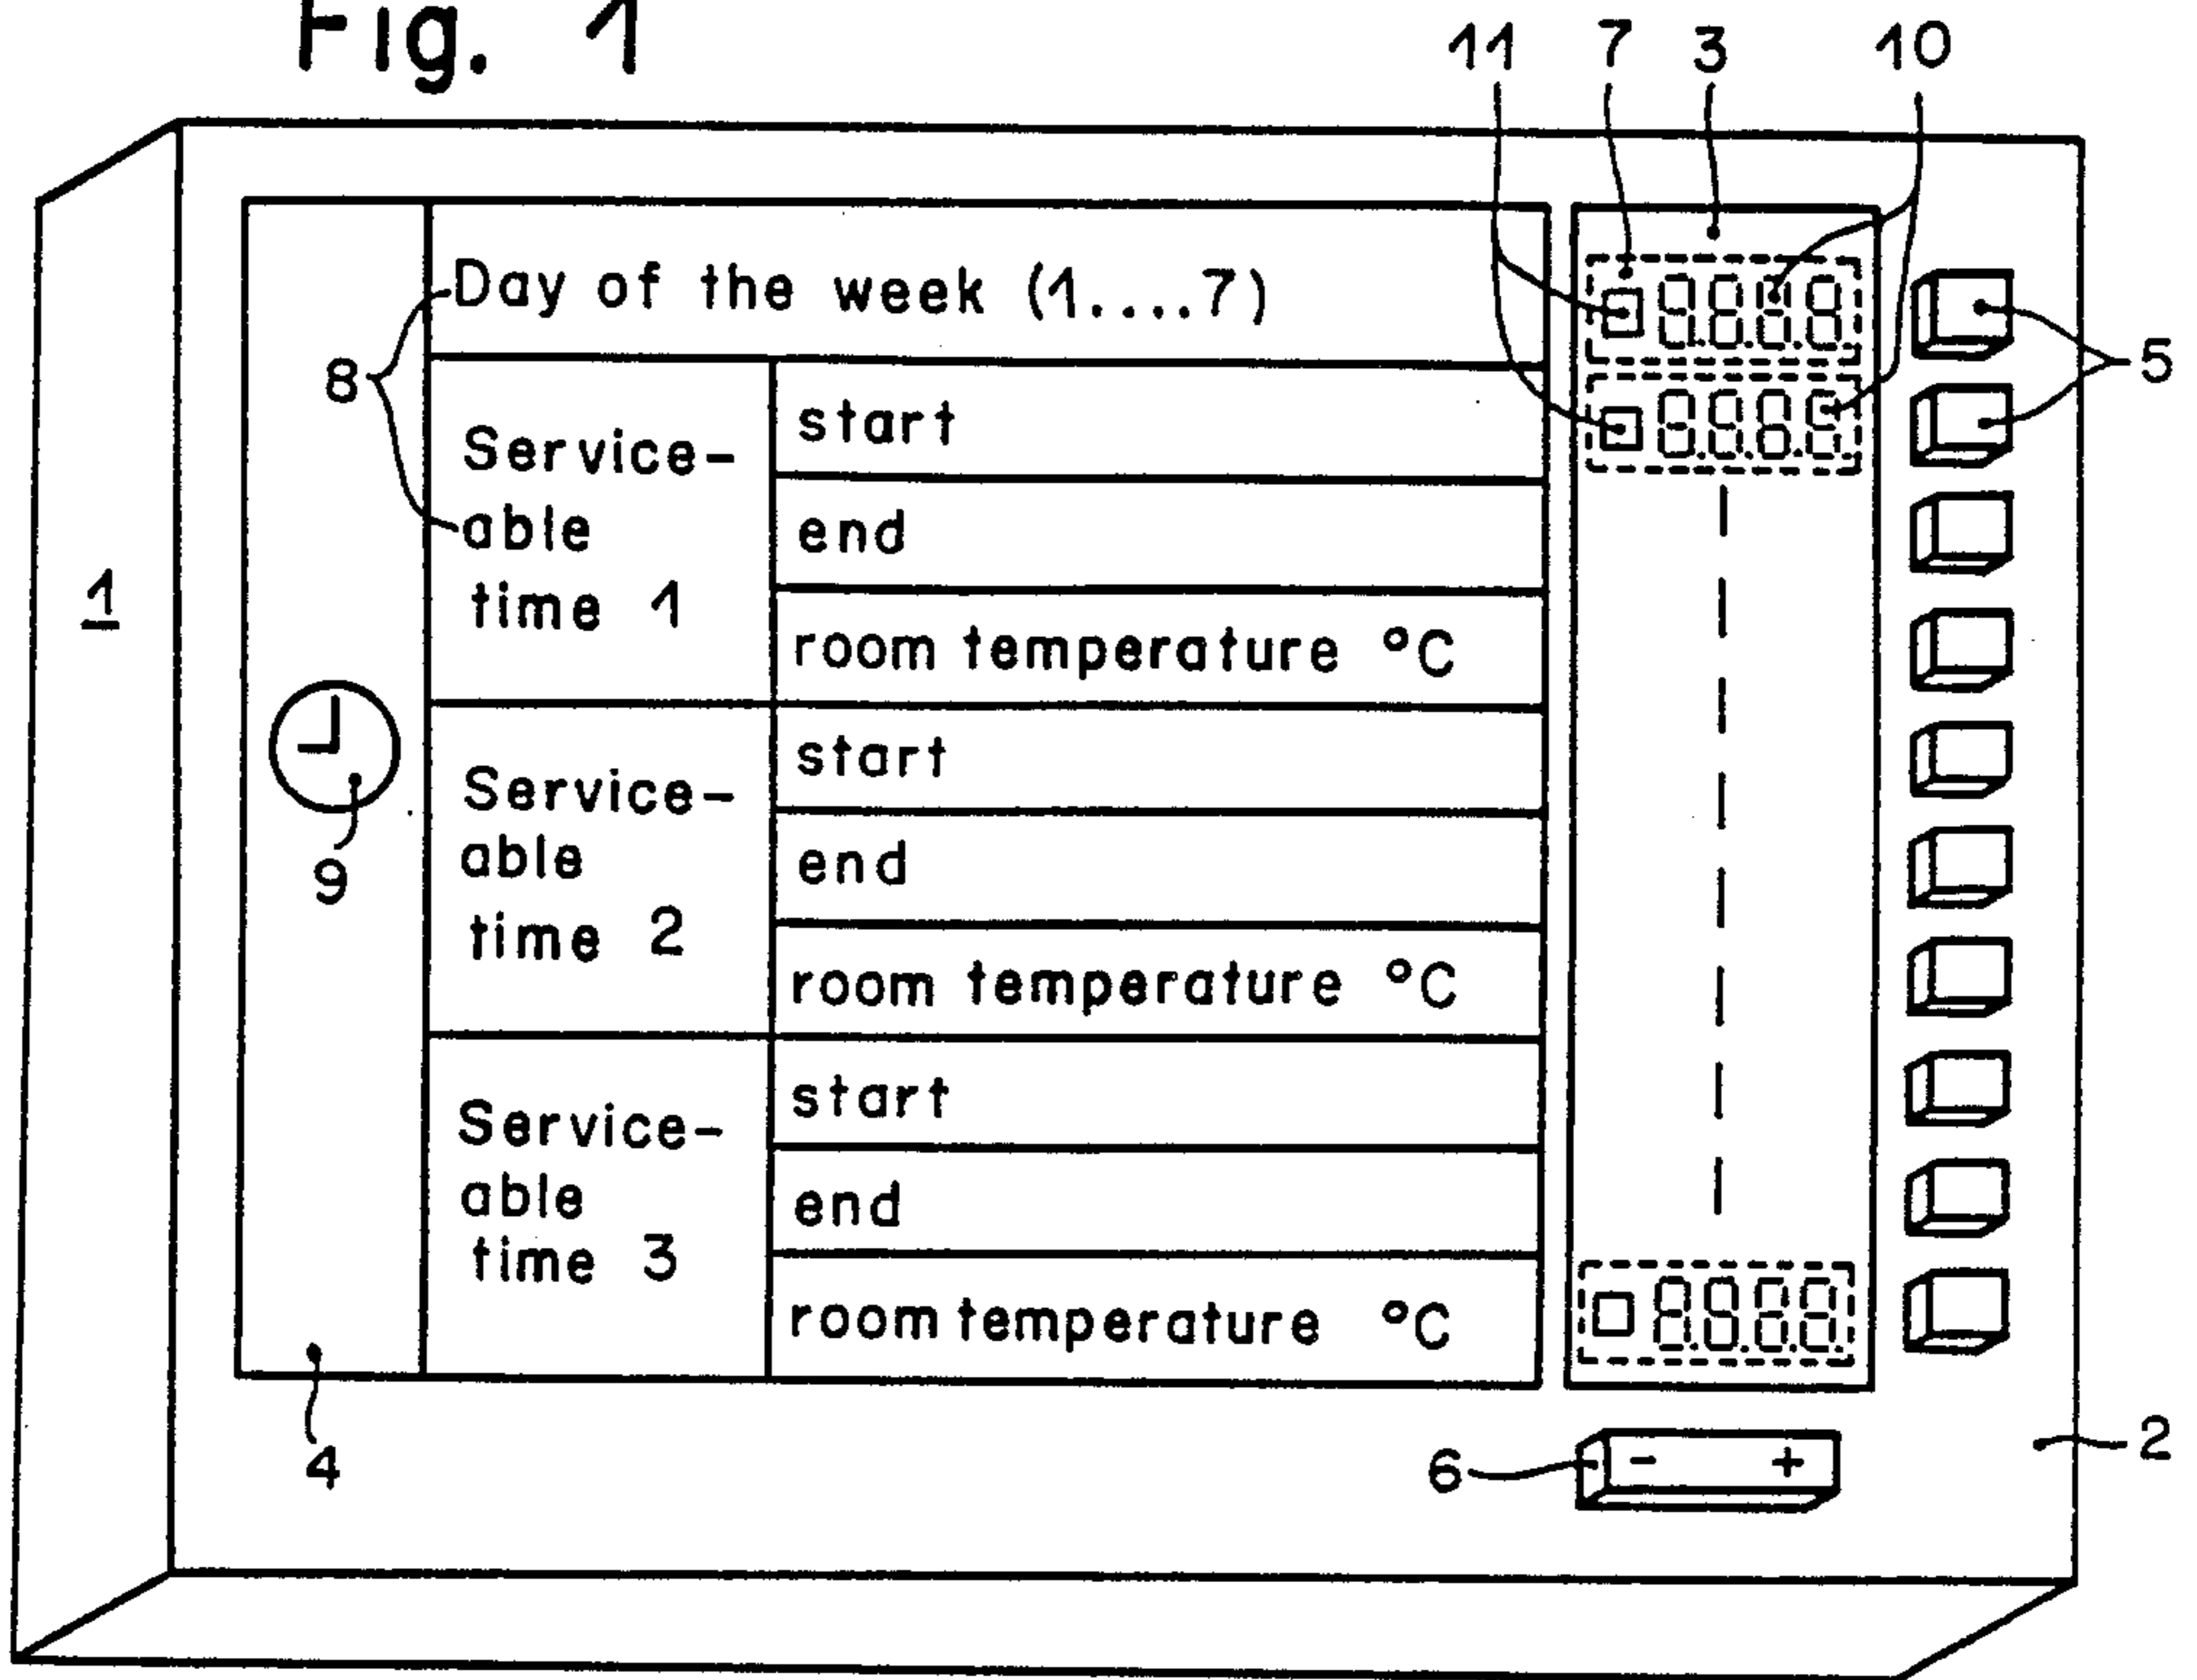 Fig. 1
11 7 3 10
Day of the week (1....7)
8
5
Service-
able
time 1
start
end
room temperature °C
1
9
Service-
able
time 2
start
end
room temperature °C
Service-
able
time 3
start
end
room temperature °C
4
6
- +
2